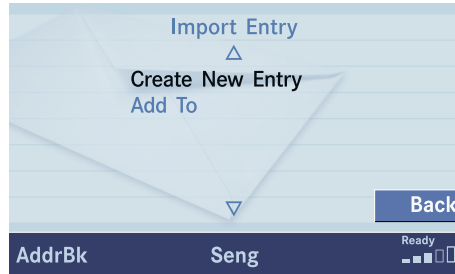 Import Entry
Create New Entry
Add To
Back
AddrBk Seng Ready